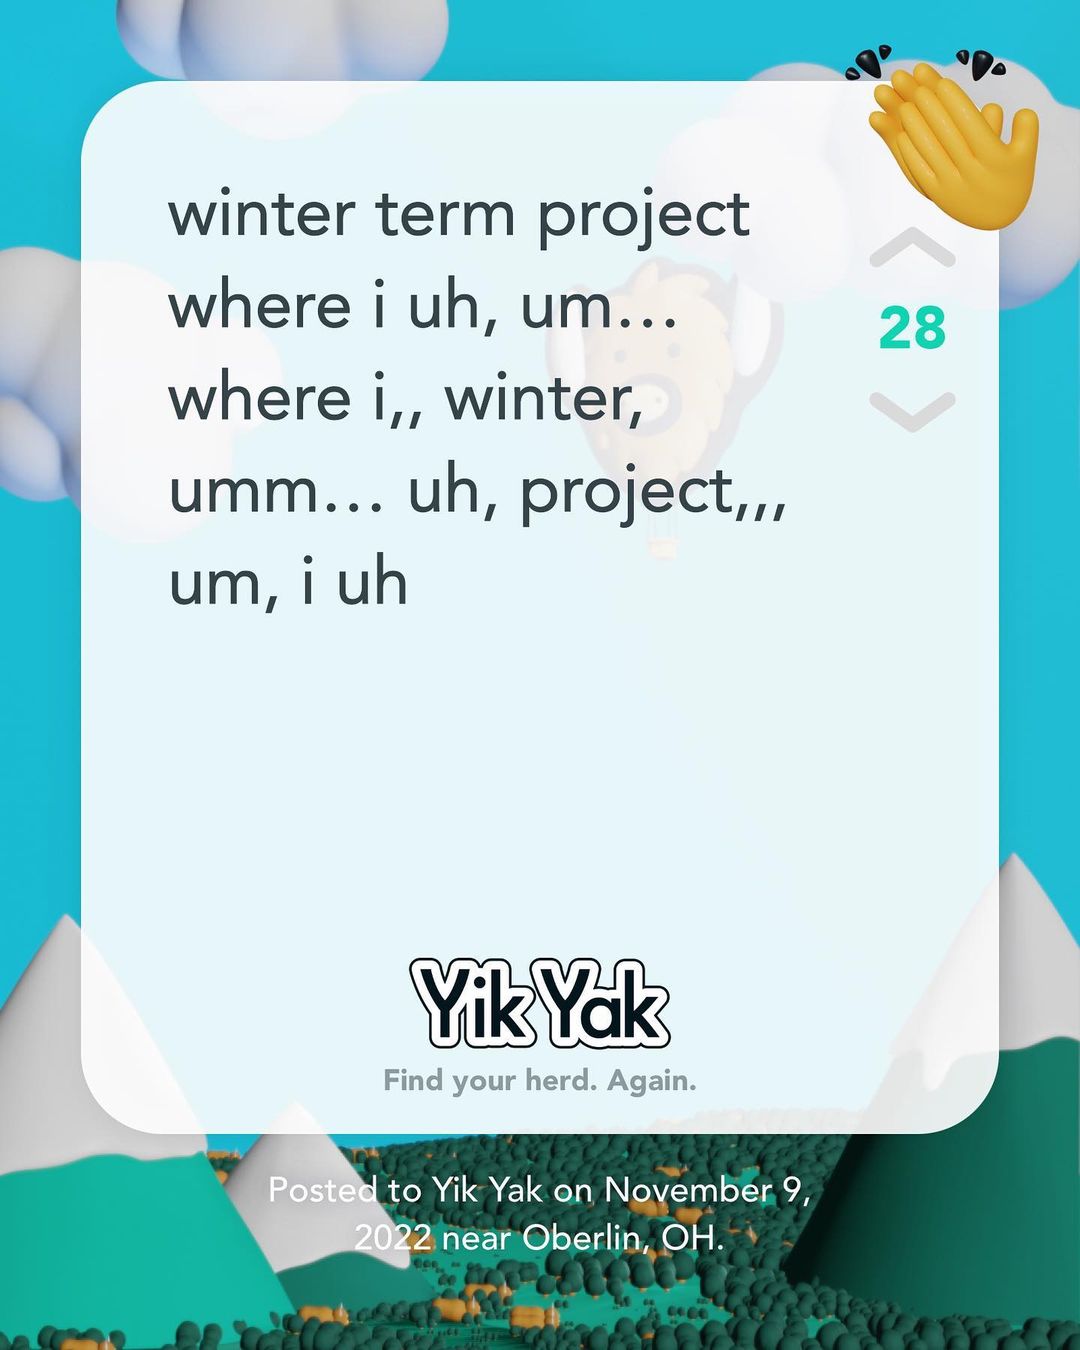 winter term project
where i uh, um...
where i,, winter,
umm... uh, project,,,
um, i uh
28
Yik Yak
Find your herd. Again.
Posted to Yik Yak on November 9,
2022 near Oberlin, OH.